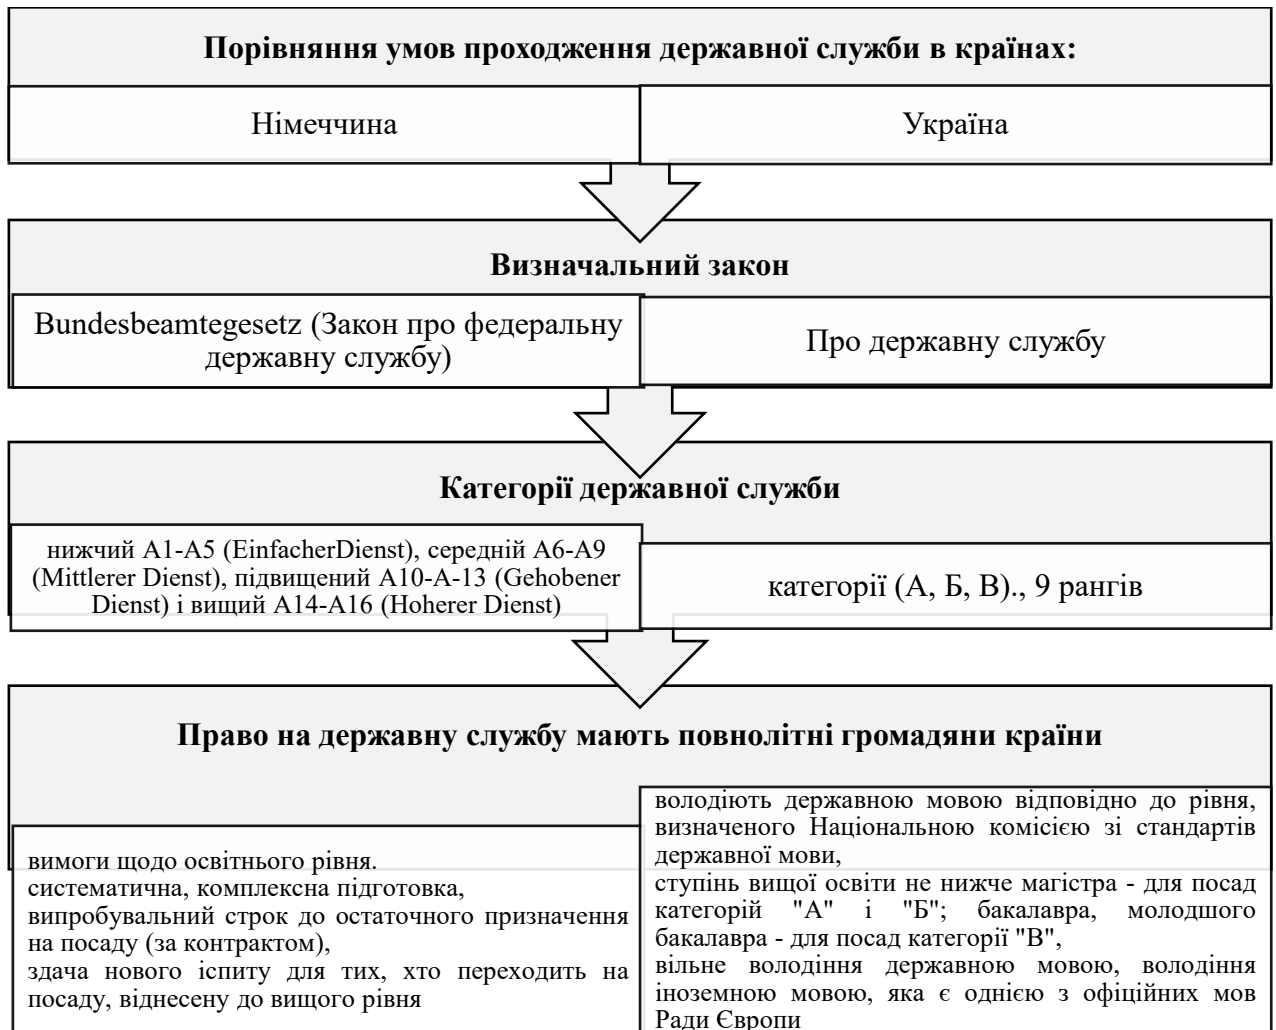 Порівняння умов проходження державної служби в країнах:
Німеччина
Україна
Визначальний закон
Bundesbeamtegesetz (Закон про федеральну
державну службу)
Про державну службу
Категорії державної служби
нижчий А1-А5 (EinfacherDienst), середній А6-А9
(Mittlerer Dienst), підвищений А10-А-13 (Gehobener
Dienst) і вищий А14-А16 (Hoherer Dienst)
категорії (А, Б, В)., 9 рангів
Право на державну службу мають повнолітні громадяни країни
вимоги щодо освітнього рівня.
систематична, комплексна підготовка,
випробувальний строк до остаточного призначення
на посаду (за контрактом),
здача нового іспиту для тих, хто переходить на
посаду, віднесену до вищого рівня
володіють державною мовою відповідно до рівня,
визначеного Національною комісією зі стандартів
державної мови,
ступінь вищої освіти не нижче магістра - для посад
категорій "А" і "Б"; бакалавра, молодшого
бакалавра - для посад категорії "В",
вільне володіння державною мовою, володіння
іноземною мовою, яка є однією з офіційних мов
Ради Європи